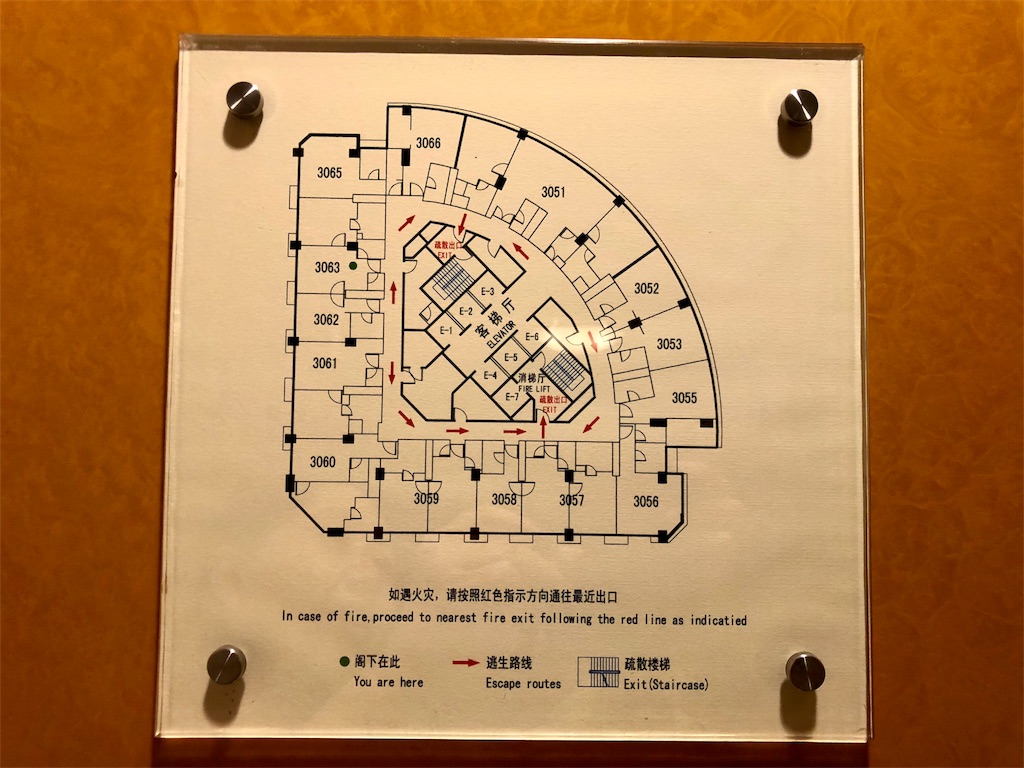 3066
3065
3051
3063
3052
3062
3061
3053
3055
3060
3059
3058
3057
3056
疏散出口
EXIT
E-3
E-2
E-1
客梯厅
ELEVATOR
E-6
E-5
E-4
E-7
消梯厅
FIRE LIFT
疏散出口
EXIT
如遇火灾，请按照红色指示方向通往最近出口
In case of fire,proceed to nearest fire exit following the red line as indicatied
阁下在此
You are here
逃生路线
Escape routes
疏散楼梯
Exit(Staircase)